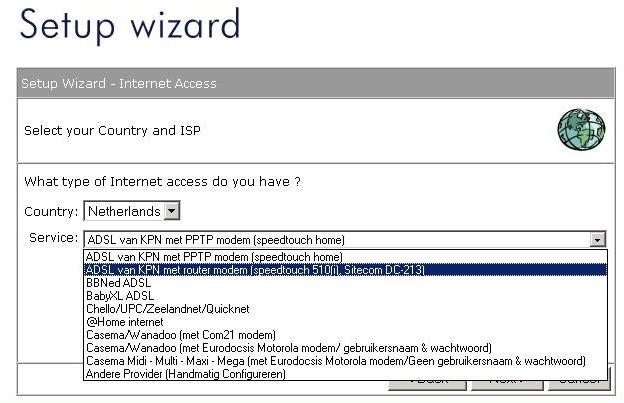 Setup wizard
Setup Wizard - Internet Access
Select your Country and ISP
What type of Internet access do you have ?
Country: Netherlands
Service: ADSL van KPN met PPTP modem (speedtouch home)
ADSL van KPN met PPTP modem (speedtouch home)
ADSL van KPN met router modem (speedtouch 510(i), Sitecom DC-213)
BBNed ADSL
BabyXL ADSL
Chello/UPC/Zeelandnet/Quicknet
@Home internet
Casema/Wanadoo (met Com21 modem)
Casema/Wanadoo (met Eurodocsis Motorola modem/ gebruikersnaam & wachtwoord)
Casema Midi - Multi - Maxi - Mega (met Eurodocsis Motorola modem/Geen gebruikersnaam & wachtwoord)
Andere Provider (Handmatig Configureren)